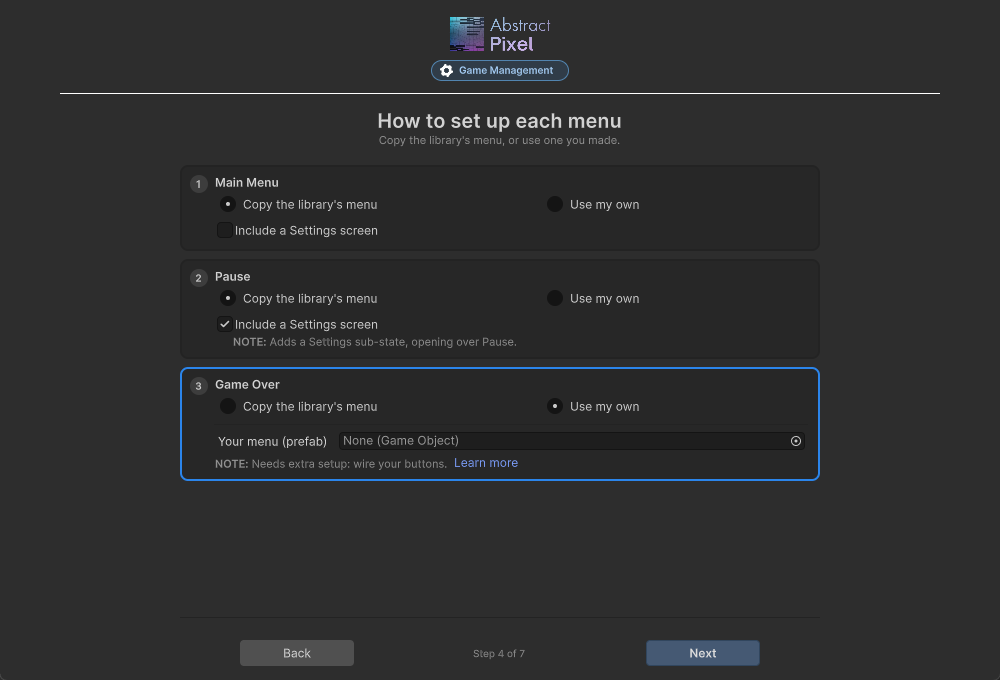 Abstract
Pixel
Game Management
How to set up each menu
Copy the library's menu, or use one you made.
1 Main Menu
Copy the library's menu Use my own
Include a Settings screen
2 Pause
Copy the library's menu Use my own
Include a Settings screen
NOTE: Adds a Settings sub-state, opening over Pause.
3 Game Over
Copy the library's menu Use my own
Your menu (prefab) None (Game Object)
NOTE: Needs extra setup: wire your buttons. Learn more
Back Step 4 of 7 Next